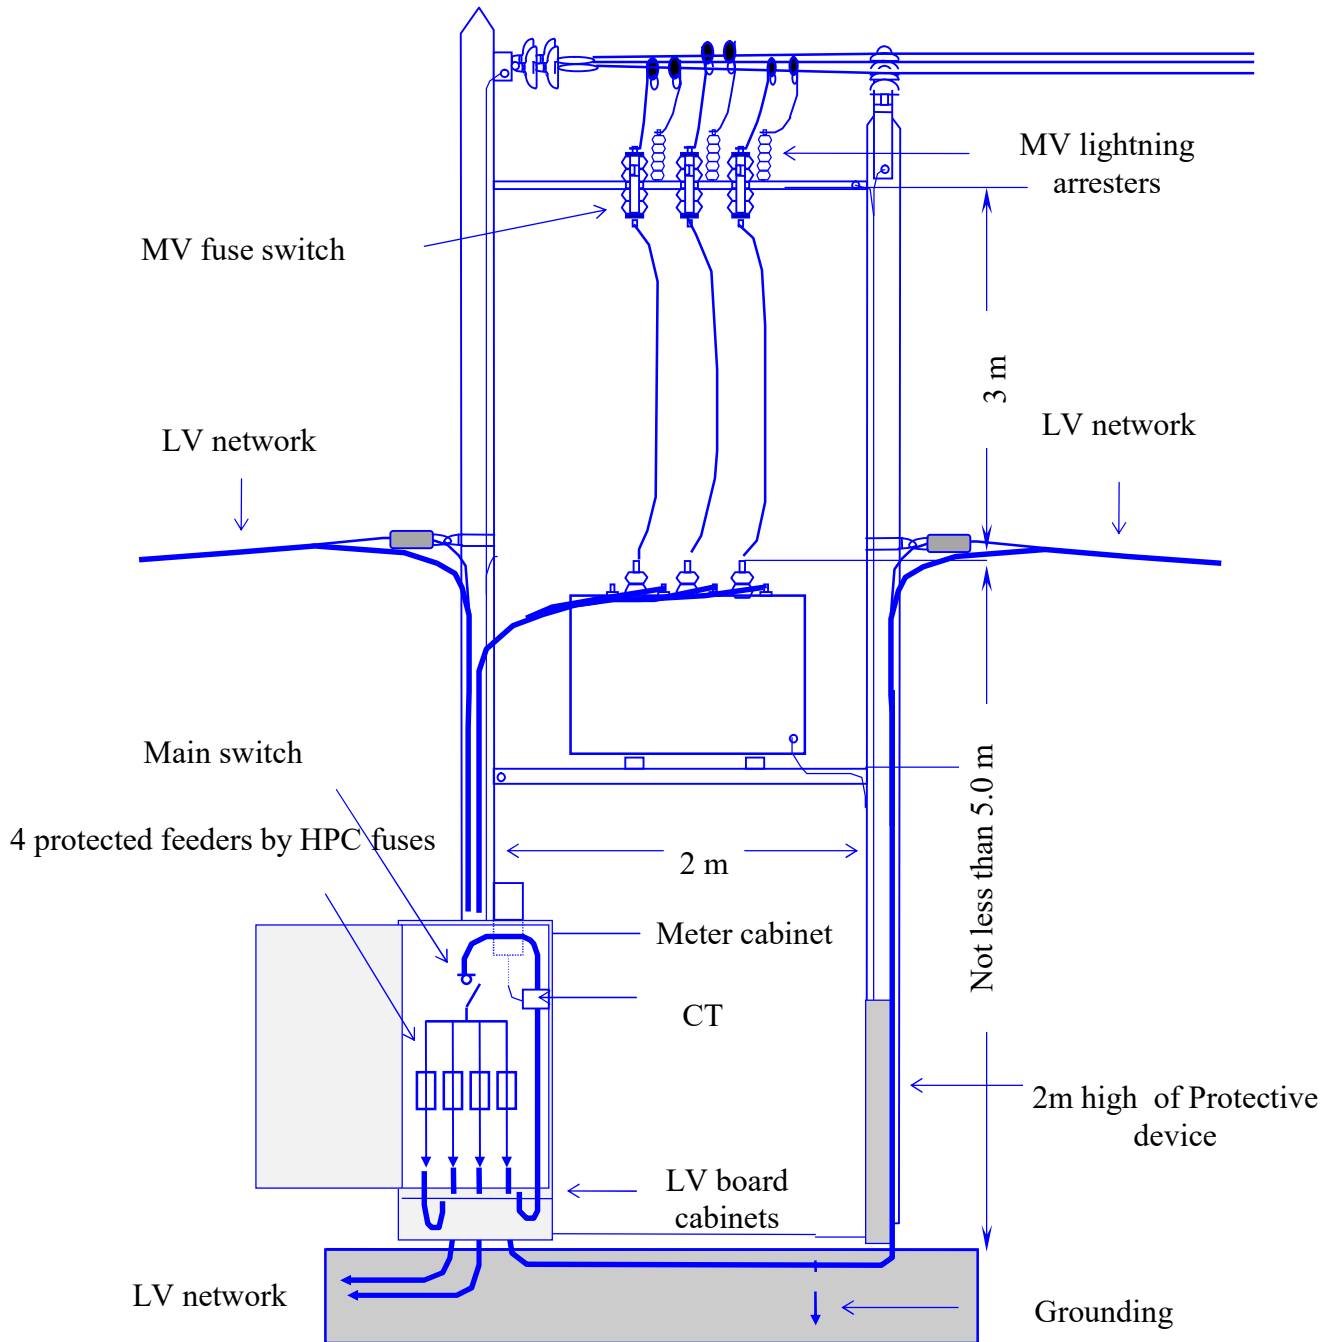 MV lightning
arresters
MV fuse switch
3 m
LV network
LV network
Main switch
Not less than 5.0 m
4 protected feeders by HPC fuses
2 m
Meter cabinet
CT
2m high  of Protective
device
LV board
cabinets
LV network
Grounding